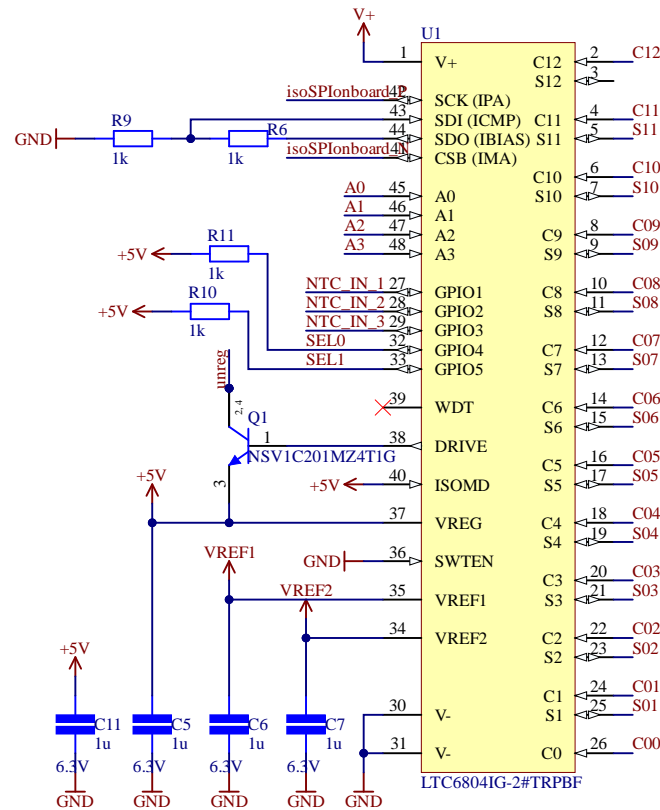 V+
U1
1
V+
C12
2
C12
S12
3
isoSPIonboard_P
42
SCK (IPA)
43
SDI (ICMP)
C11
4
C11
GND
R9
1k
R6
1k
44
SDO (IBIAS)
S11
5
S11
isoSPIonboard_N
41
CSB (IMA)
C10
6
C10
A0
45
A0
S10
7
S10
A1
46
A1
A2
47
A2
C9
8
C09
A3
48
A3
S9
9
S09
+5V
R11
1k
NTC_IN_1
27
GPIO1
C8
10
C08
+5V
R10
1k
NTC_IN_2
28
GPIO2
S8
11
S08
NTC_IN_3
29
GPIO3
SEL0
32
GPIO4
C7
12
C07
SEL1
33
GPIO5
S7
13
S07
unreg
2, 4
39
WDT
C6
14
C06
S6
15
S06
Q1
1
NSV1C201MZ4T1G
3
38
DRIVE
C5
16
C05
+5V
+5V
40
ISOMD
S5
17
S05
37
VREG
C4
18
C04
S4
19
S04
GND
36
SWTEN
VREF1
C3
20
C03
VREF2
35
VREF1
S3
21
S03
34
VREF2
C2
22
C02
S2
23
S02
+5V
C1
24
C01
30
V-
S1
25
S01
31
V-
C0
26
C00
C11
1u
6.3V
GND
C5
1u
6.3V
GND
C6
1u
6.3V
GND
C7
1u
6.3V
GND
GND
LTC6804IG-2#TRPBF